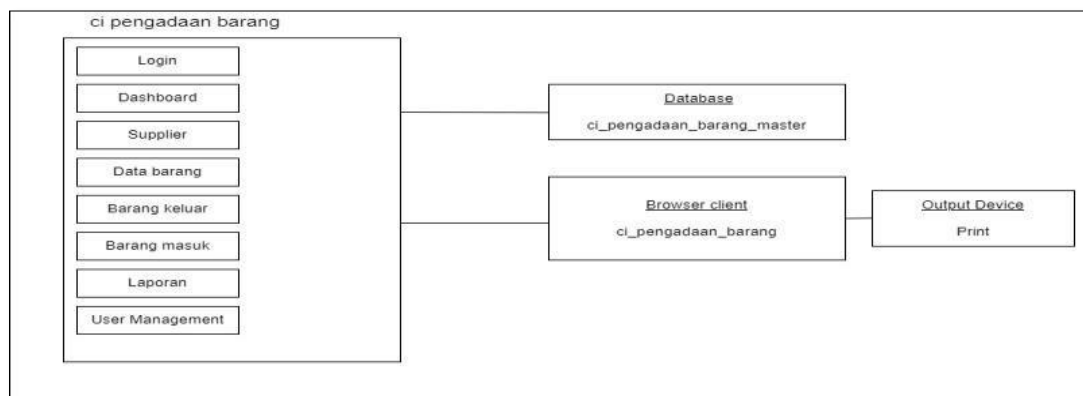 ci pengadaan barang
Login
Dashboard
Supplier
Data barang
Barang keluar
Barang masuk
Laporan
User Management
Database
ci_pengadaan_barang_master
Browser client
ci_pengadaan_barang
Output Device
Print